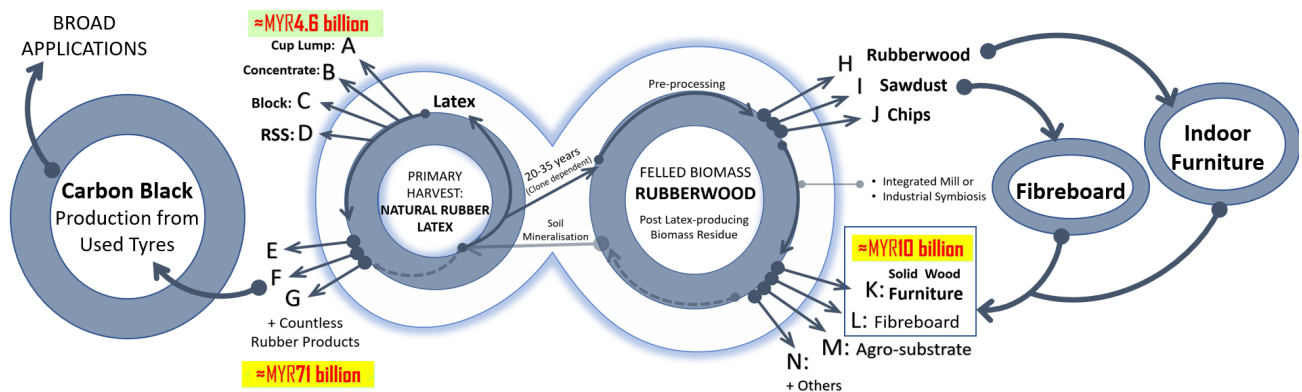 BROAD
APPLICATIONS
Carbon Black
Production from
Used Tyres
≈MYR4.6 billion
Cup Lump: A
Concentrate: B
Block: C
RSS: D
Latex
PRIMARY
HARVEST:
NATURAL RUBBER
LATEX
E
F
G
+ Countless
Rubber Products
≈MYR71 billion
20-35 years
(Clone dependent)
Soil
Mineralisation
Pre-processing
FELLED BIOMASS
RUBBERWOOD
Post Latex-producing
Biomass Residue
H Rubberwood
I Sawdust
J Chips
• Integrated Mill or
Industrial Symbiosis
Fibreboard
Indoor
Furniture
≈MYR10 billion
Solid Wood
K: Furniture
L: Fibreboard
M: Agro-substrate
N:
+ Others